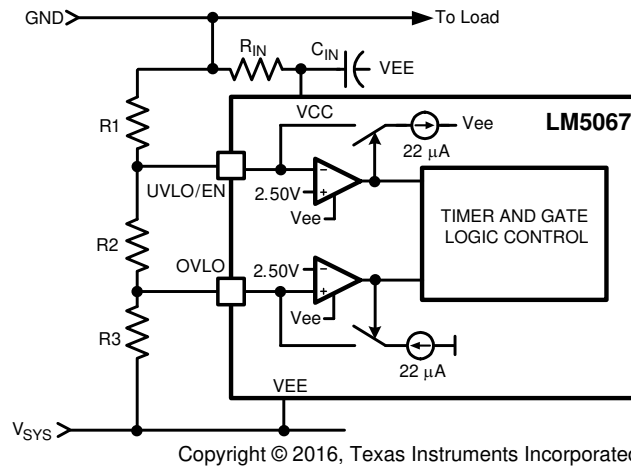 GND
To Load
RIN
CIN
VEE
R1
VCC
LM5067
Vee
22 μA
UVLO/EN
2.50V
Vee
TIMER AND GATE
LOGIC CONTROL
R2
OVLO
2.50V
Vee
R3
22 μA
VEE
VSYS
Copyright © 2016, Texas Instruments Incorporated